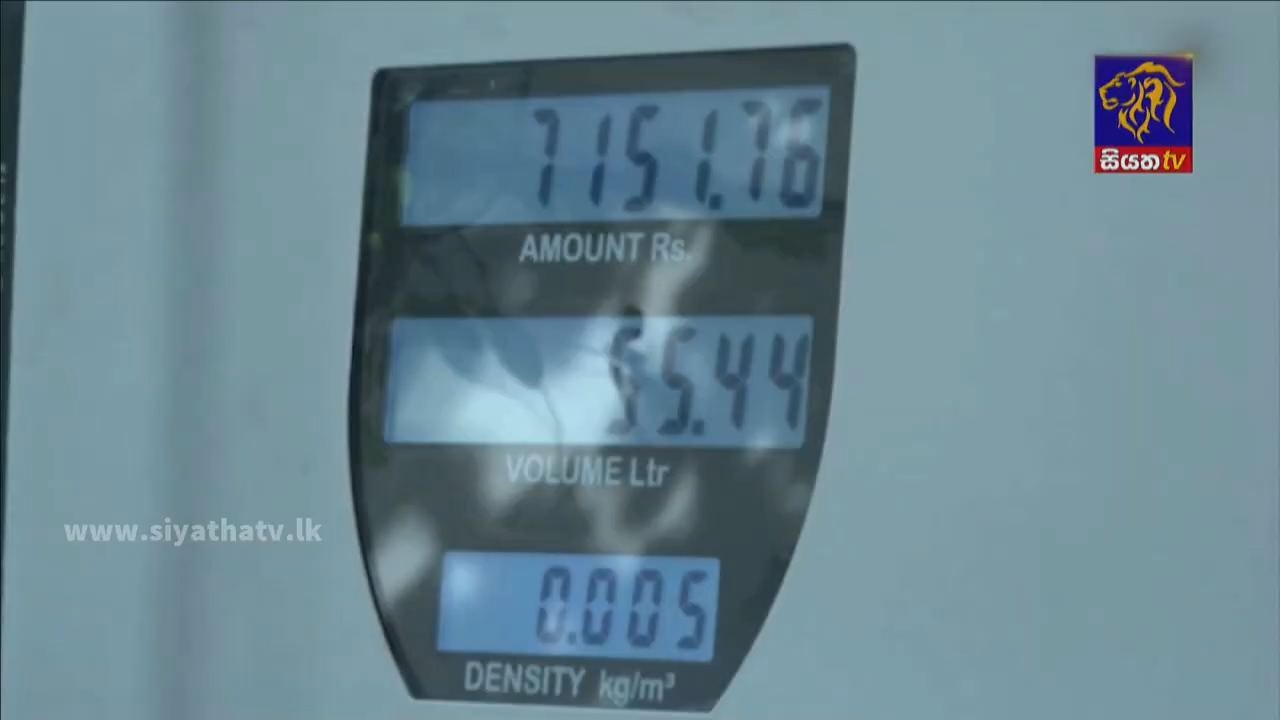 7151.76
සියත tv
AMOUNT Rs.
55.44
VOLUME Ltr
www.siyathatv.lk
0.005
DENSITY kg/m³